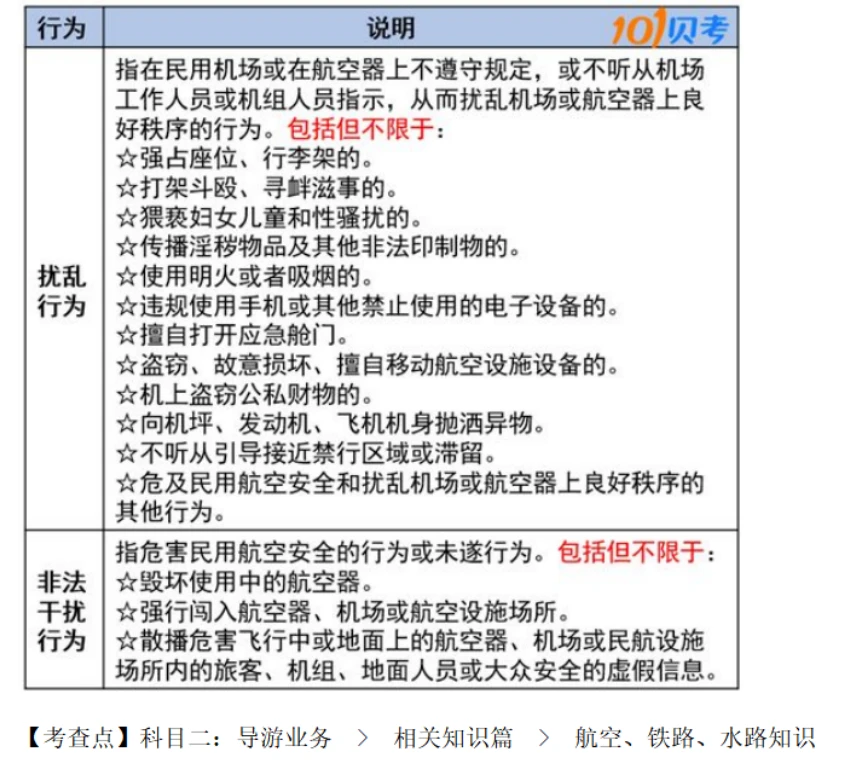 行为 说明 101贝考
指在民用机场或在航空器上不遵守规定，或不听从机场
工作人员或机组人员指示，从而扰乱机场或航空器上良
好秩序的行为。包括但不限于：
☆强占座位、行李架的。
☆打架斗殴、寻衅滋事的。
☆猥亵妇女儿童和性骚扰的。
☆传播淫秽物品及其他非法印制物的。
扰乱 ☆使用明火或者吸烟的。
行为 ☆违规使用手机或其他禁止使用的电子设备的。
☆擅自打开应急舱门。
☆盗窃、故意损坏、擅自移动航空设施设备的。
☆机上盗窃公私财物的。
☆向机坪、发动机、飞机机身抛洒异物。
☆不听从引导接近禁行区域或滞留。
☆危及民用航空安全和扰乱机场或航空器上良好秩序的
其他行为。
指危害民用航空安全的行为或未遂行为。包括但不限于：
非法 ☆毁坏使用中的航空器。
干扰 ☆强行闯入航空器、机场或航空设施场所。
行为 ☆散播危害飞行中或地面上的航空器、机场或民航设施
场所内的旅客、机组、地面人员或大众安全的虚假信息。
【考查点】科目二：导游业务 > 相关知识篇 > 航空、铁路、水路知识